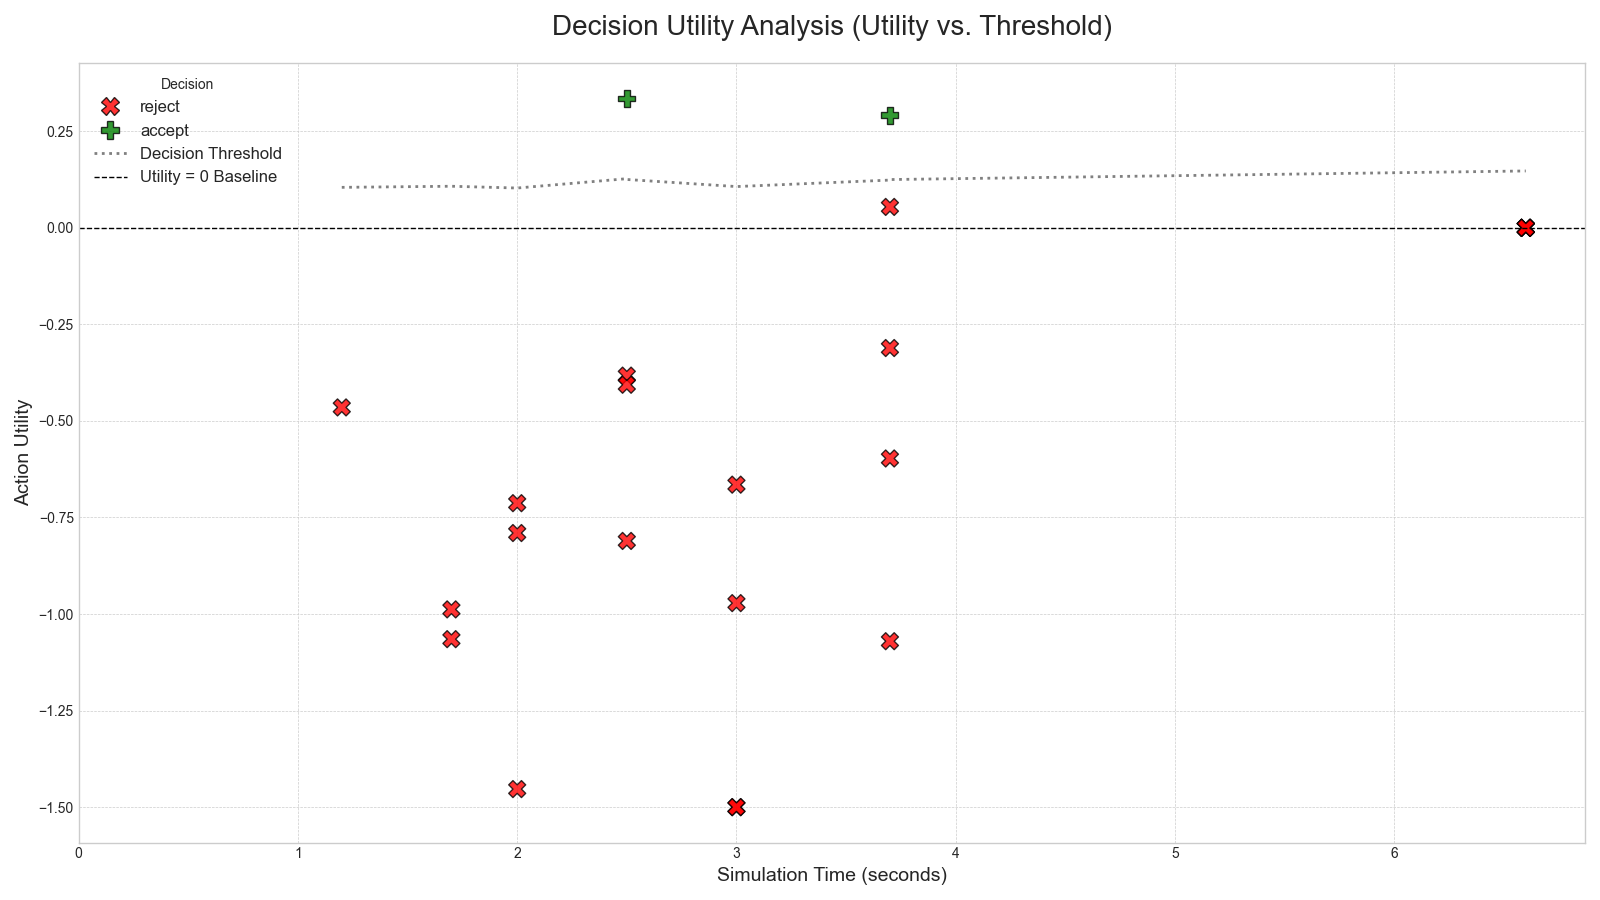 Decision Utility Analysis (Utility vs. Threshold)
Decision
reject
accept
Decision Threshold
Utility = 0 Baseline
0.25
0.00
−0.25
−0.50
−0.75
−1.00
−1.25
−1.50
Action Utility
0 1 2 3 4 5 6
Simulation Time (seconds)